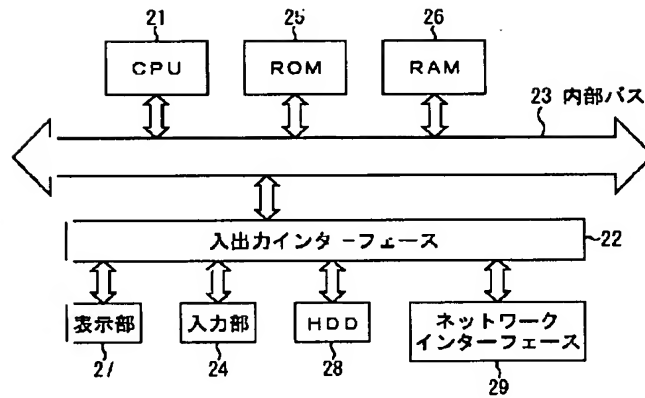 21
25
26
CPU
ROM
RAM
23 内部バス
入出力インターフェース
22
表示部
入力部
HDD
ネットワーク
インターフェース
27
24
28
29